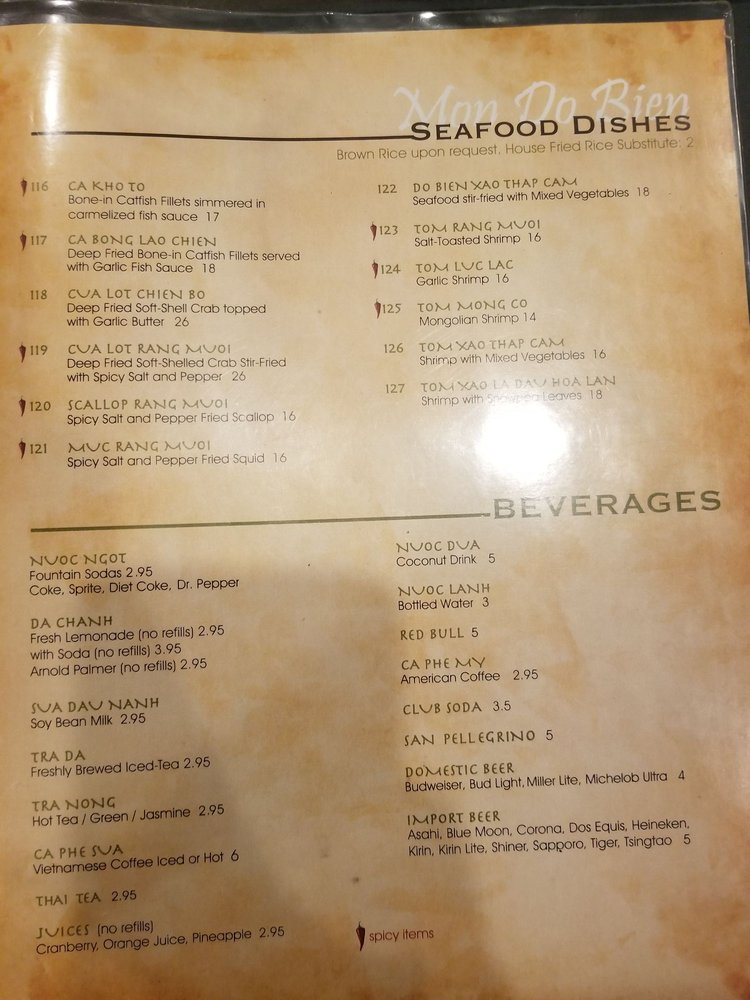 Mon Do Bien
SEAFOOD DISHES
Brown Rice upon request. House Fried Rice Substitute: 2
116 CA KHO TO
Bone-in Catfish Fillets simmered in
carmelized fish sauce 17
117 CA BONG LAO CHIEN
Deep Fried Bone-in Catfish Fillets served
with Garlic Fish Sauce 18
118 CUA LOT CHIEN BO
Deep Fried Soft-Shell Crab topped
with Garlic Butter 26
119 CUA LOT RANG MUOI
Deep Fried Soft-Shelled Crab Stir-Fried
with Spicy Salt and Pepper 26
120 SCALLOP RANG MUOI
Spicy Salt and Pepper Fried Scallop 16
121 MUC RANG MUOI
Spicy Salt and Pepper Fried Squid 16
122 DO BIEN XAO THAP CAM
Seafood stir-fried with Mixed Vegetables 18
123 TOM RANG MUOI
Salt-Toasted Shrimp 16
124 TOM LUC LAC
Garlic Shrimp 16
125 TOM MONG CO
Mongolian Shrimp 14
126 TOM XAO THAP CAM
Shrimp with Mixed Vegetables 16
127 TOM XAO LA DAU HOA LAN
Shrimp with Snowpea Leaves 18
BEVERAGES
NUOC NGOT
Fountain Sodas 2.95
Coke, Sprite, Diet Coke, Dr. Pepper
DA CHANH
Fresh Lemonade (no refills) 2.95
with Soda (no refills) 3.95
Arnold Palmer (no refills) 2.95
SUA DAU NANH
Soy Bean Milk 2.95
TRA DA
Freshly Brewed Iced-Tea 2.95
TRA NONG
Hot Tea / Green / Jasmine 2.95
CA PHE SUA
Vietnamese Coffee Iced or Hot 6
THAI TEA 2.95
JUICES (no refills)
Cranberry, Orange Juice, Pineapple 2.95
NUOC DUA
Coconut Drink 5
NUOC LANH
Bottled Water 3
RED BULL 5
CA PHE MY
American Coffee 2.95
CLUB SODA 3.5
SAN PELLEGRINO 5
DOMESTIC BEER
Budweiser, Bud Light, Miller Lite, Michelob Ultra 4
IMPORT BEER
Asahi, Blue Moon, Corona, Dos Equis, Heineken,
Kirin, Kirin Lite, Shiner, Sapporo, Tiger, Tsingtao 5
spicy items